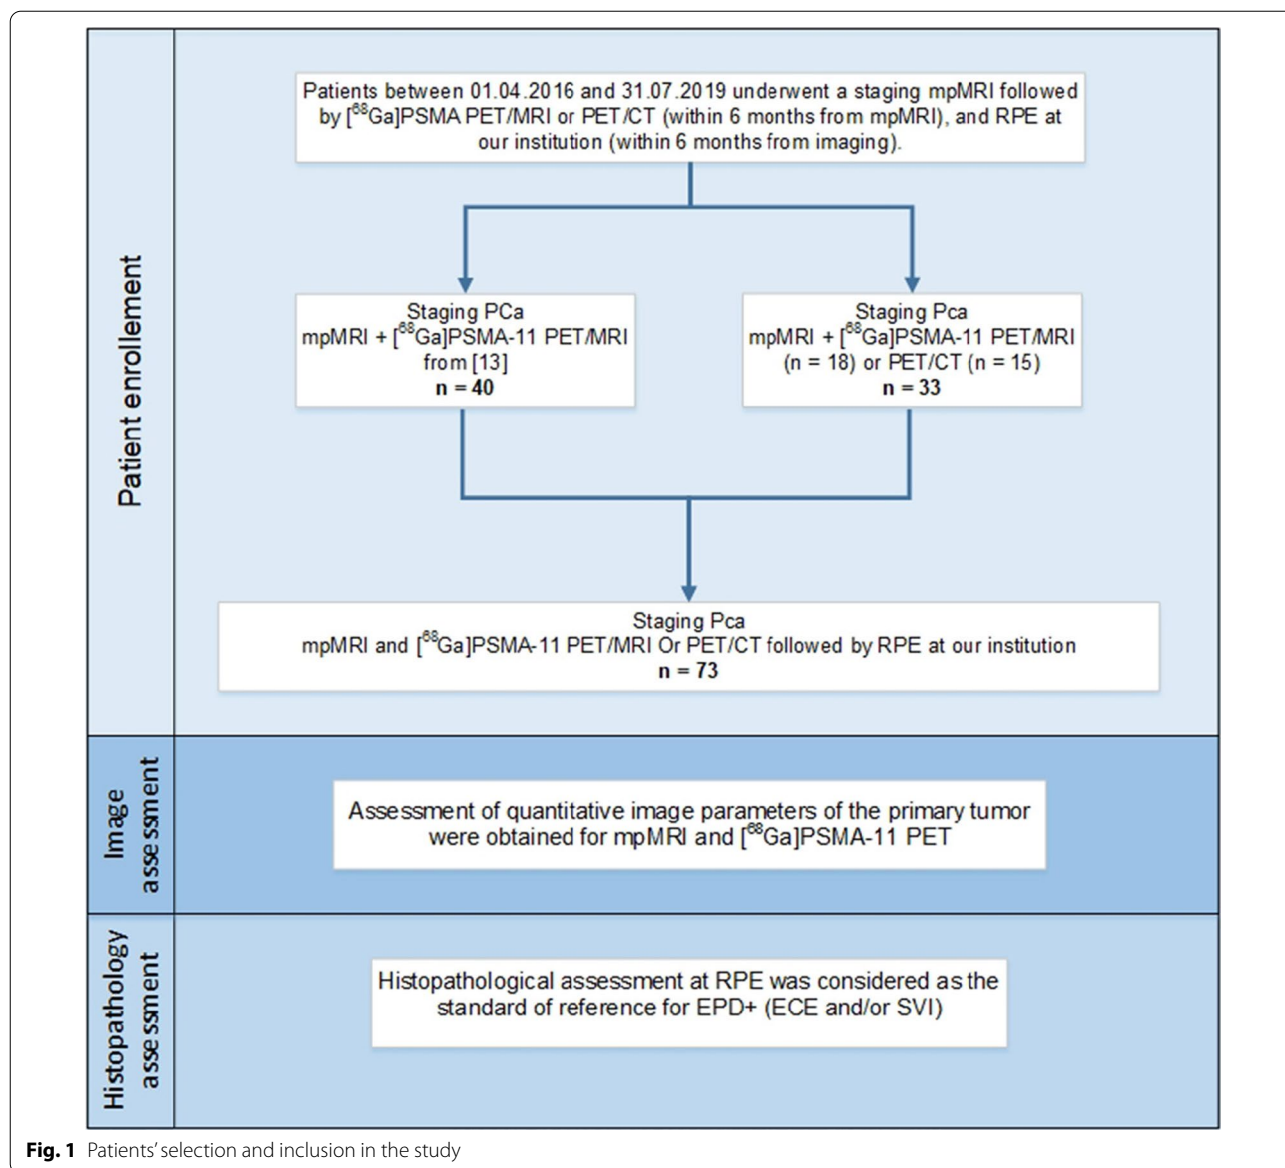 Patient enrollement
Patients between 01.04.2016 and 31.07.2019 underwent a staging mpMRI followed
by [⁶⁸Ga]PSMA PET/MRI or PET/CT (within 6 months from mpMRI), and RPE at
our institution (within 6 months from imaging).
Staging PCa
mpMRI + [⁶⁸Ga]PSMA-11 PET/MRI
from [13]
n = 40
Staging Pca
mpMRI + [⁶⁸Ga]PSMA-11 PET/MRI
(n = 18) or PET/CT (n = 15)
n = 33
Staging Pca
mpMRI and [⁶⁸Ga]PSMA-11 PET/MRI Or PET/CT followed by RPE at our institution
n = 73
Image
assessment
Assessment of quantitative image parameters of the primary tumor
were obtained for mpMRI and [⁶⁸Ga]PSMA-11 PET
Histopathology
assessment
Histopathological assessment at RPE was considered as the
standard of reference for EPD+ (ECE and/or SVI)
Fig. 1 Patients' selection and inclusion in the study